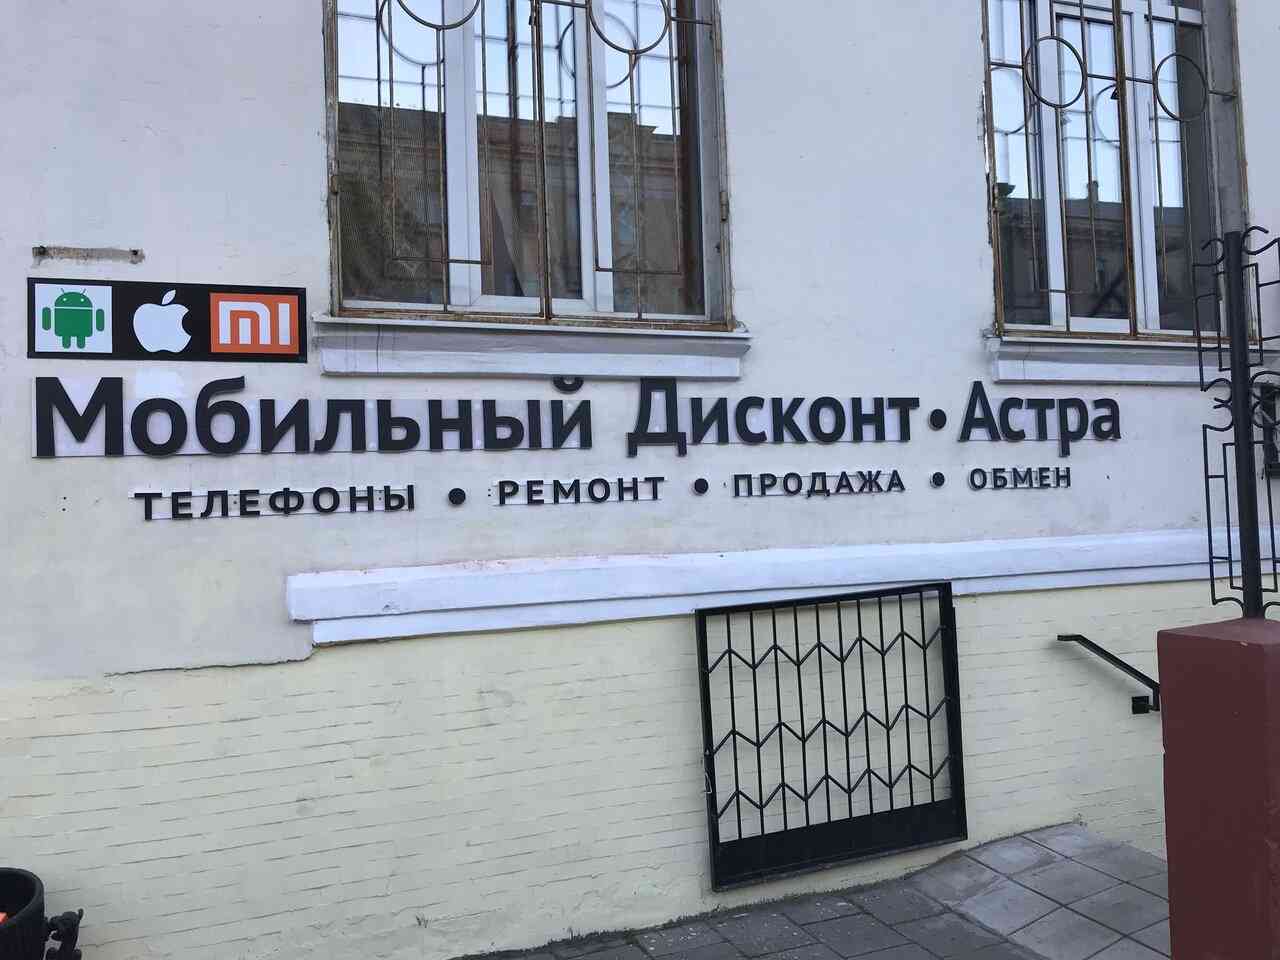 MI
Мобильный Дисконт • Астра
ТЕЛЕФОНЫ • РЕМОНТ • ПРОДАЖА • ОБМЕН